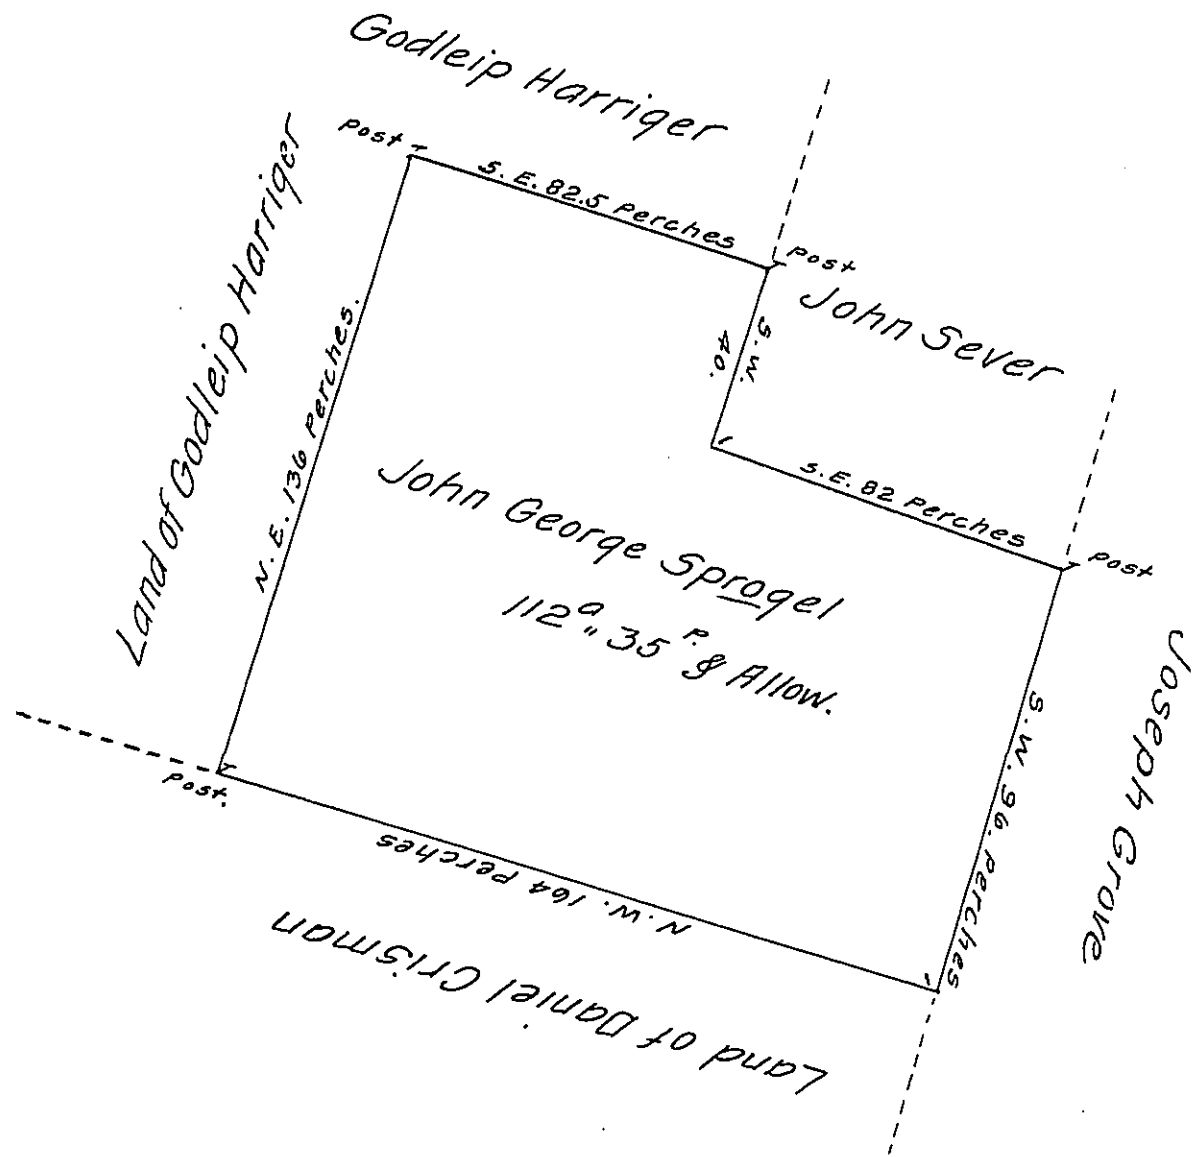 Godleip Harriger
post
S. E. 82.5 Perches
post
John Sever
S. W.
40.
Land of Godleip Harriger
N. E. 136 Perches.
S. E. 82 Perches
post
John George Sprogel
112a " 35 P. & Allow.
S. W. 96. Perches
Joseph Grove
Post.
N. W. 164 Perches
Land of Daniel Crisman